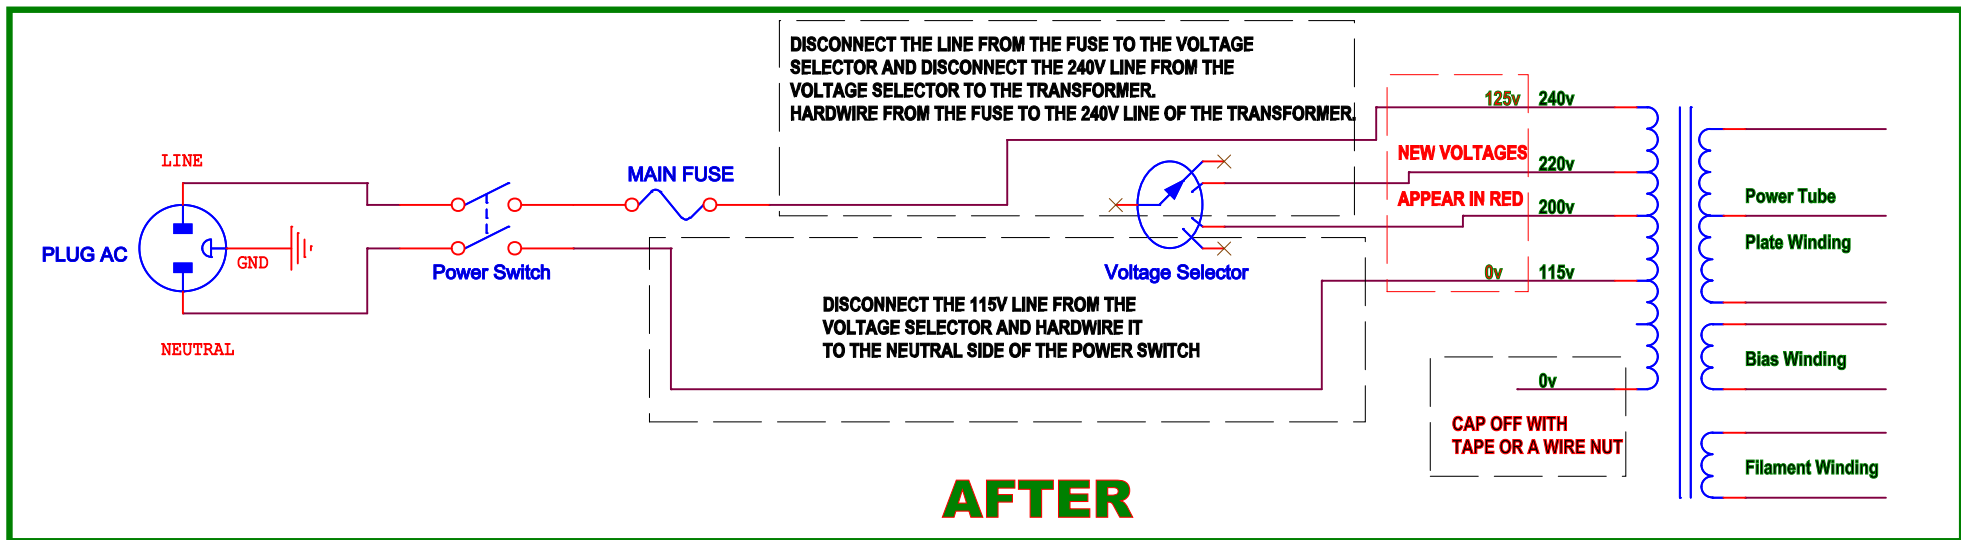 DISCONNECT THE LINE FROM THE FUSE TO THE VOLTAGE
SELECTOR AND DISCONNECT THE 240V LINE FROM THE
VOLTAGE SELECTOR TO THE TRANSFORMER.
HARDWIRE FROM THE FUSE TO THE 240V LINE OF THE TRANSFORMER.
125v 240v
LINE
MAIN FUSE
NEW VOLTAGES
220v
APPEAR IN RED
200v
Power Tube
Plate Winding
PLUG AC
GND
Power Switch
Voltage Selector
0v 115v
DISCONNECT THE 115V LINE FROM THE
VOLTAGE SELECTOR AND HARDWIRE IT
TO THE NEUTRAL SIDE OF THE POWER SWITCH
NEUTRAL
Bias Winding
0v
CAP OFF WITH
TAPE OR A WIRE NUT
Filament Winding
AFTER